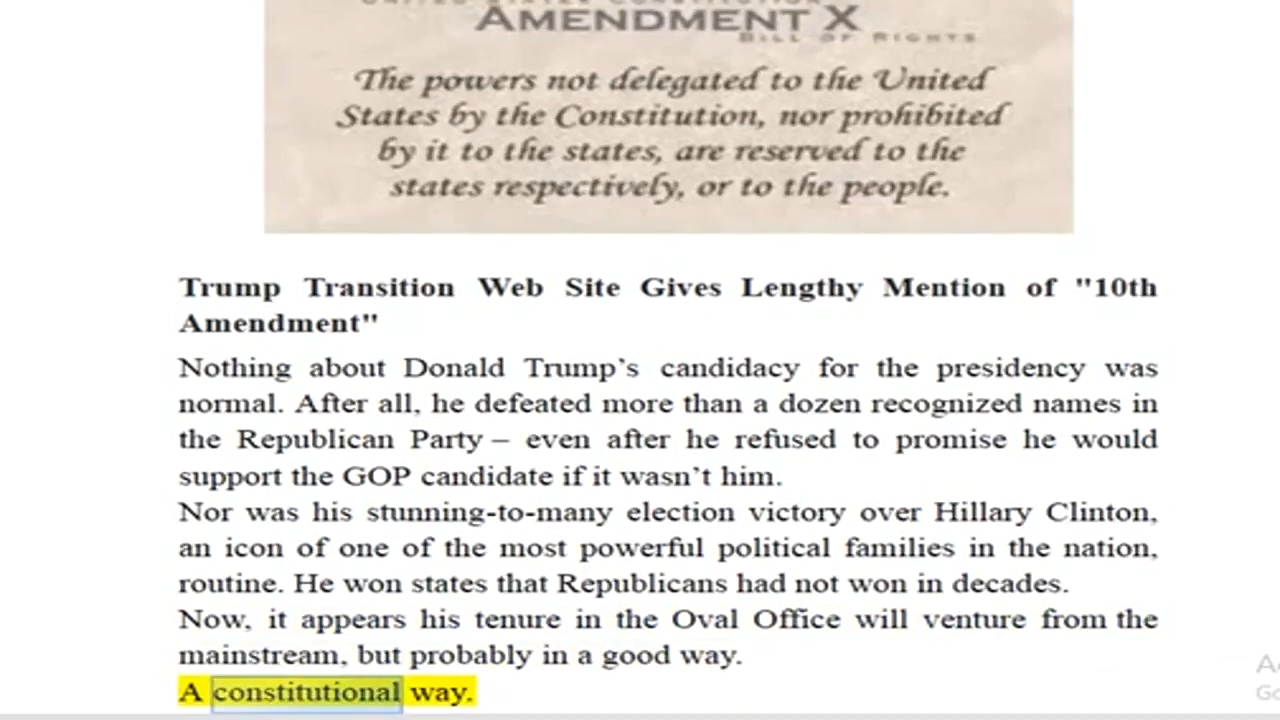 AMENDMENT X
BILL OF RIGHTS
The powers not delegated to the United
States by the Constitution, nor prohibited
by it to the states, are reserved to the
states respectively, or to the people.
Trump Transition Web Site Gives Lengthy Mention of "10th
Amendment"
Nothing about Donald Trump’s candidacy for the presidency was
normal. After all, he defeated more than a dozen recognized names in
the Republican Party – even after he refused to promise he would
support the GOP candidate if it wasn’t him.
Nor was his stunning-to-many election victory over Hillary Clinton,
an icon of one of the most powerful political families in the nation,
routine. He won states that Republicans had not won in decades.
Now, it appears his tenure in the Oval Office will venture from the
mainstream, but probably in a good way.
A constitutional way.